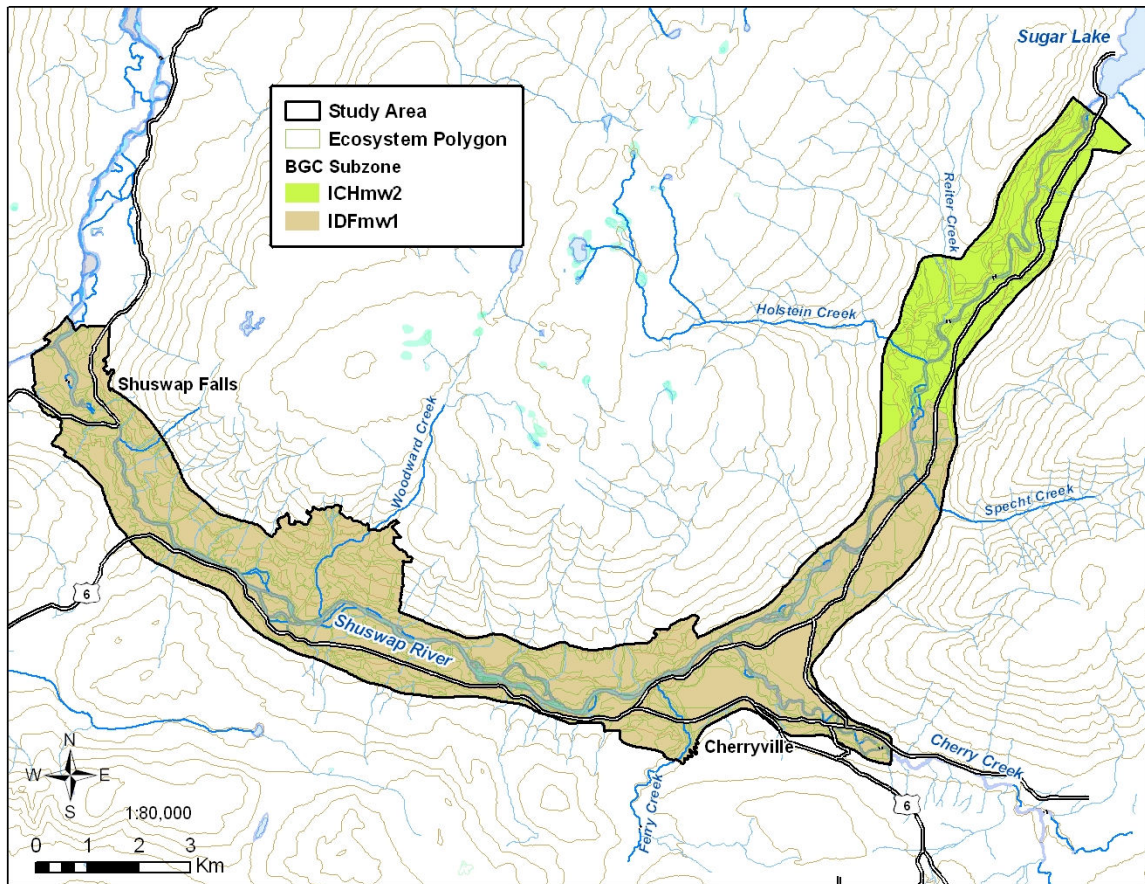 Sugar Lake
Study Area
Ecosystem Polygon
BGC Subzone
ICHmw2
IDFmw1
Reiter Creek
Holstein Creek
Shuswap Falls
Woodward Creek
Specht Creek
6
Shuswap River
Cherryville
Cherry Creek
6
Ferry Creek
N
W
E
S
1:80,000
0 1 2 3
Km